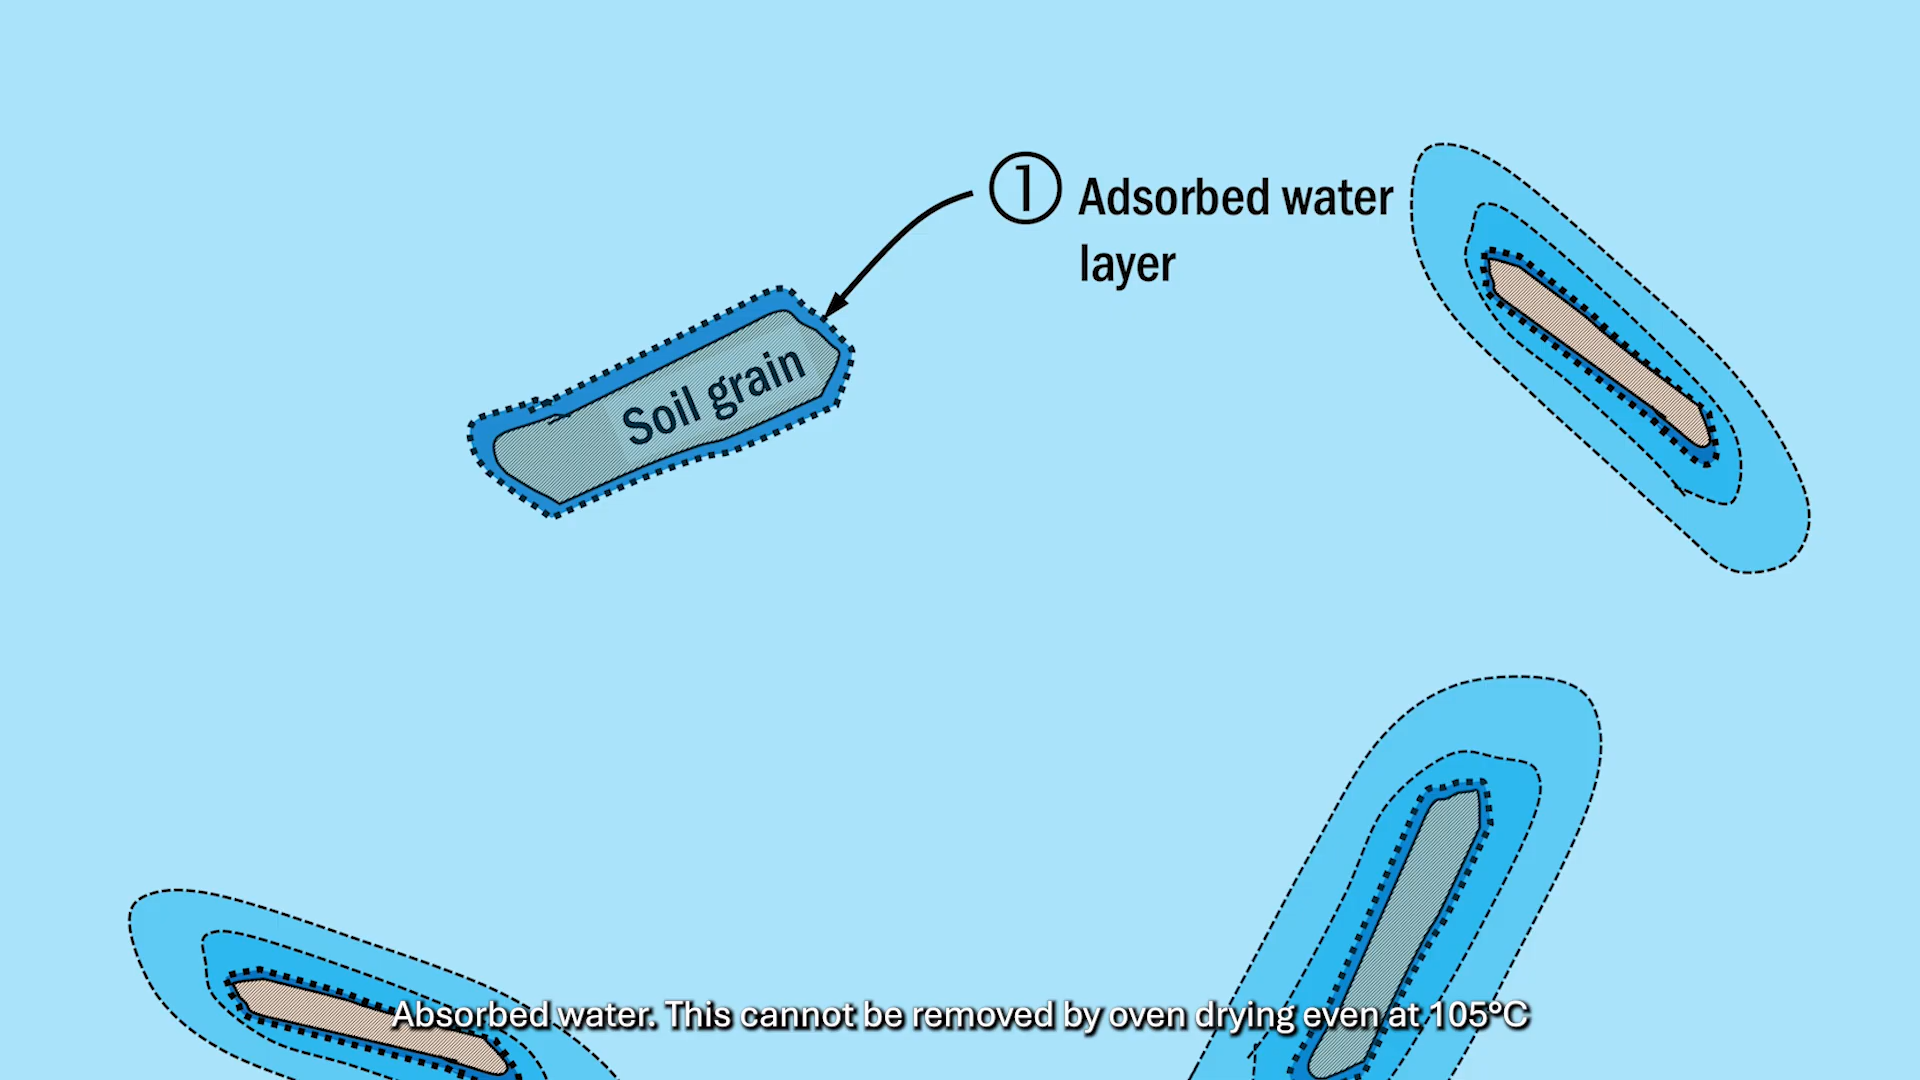 ① Adsorbed water
layer
Soil grain
Absorbed water. This cannot be removed by oven drying even at 105°C